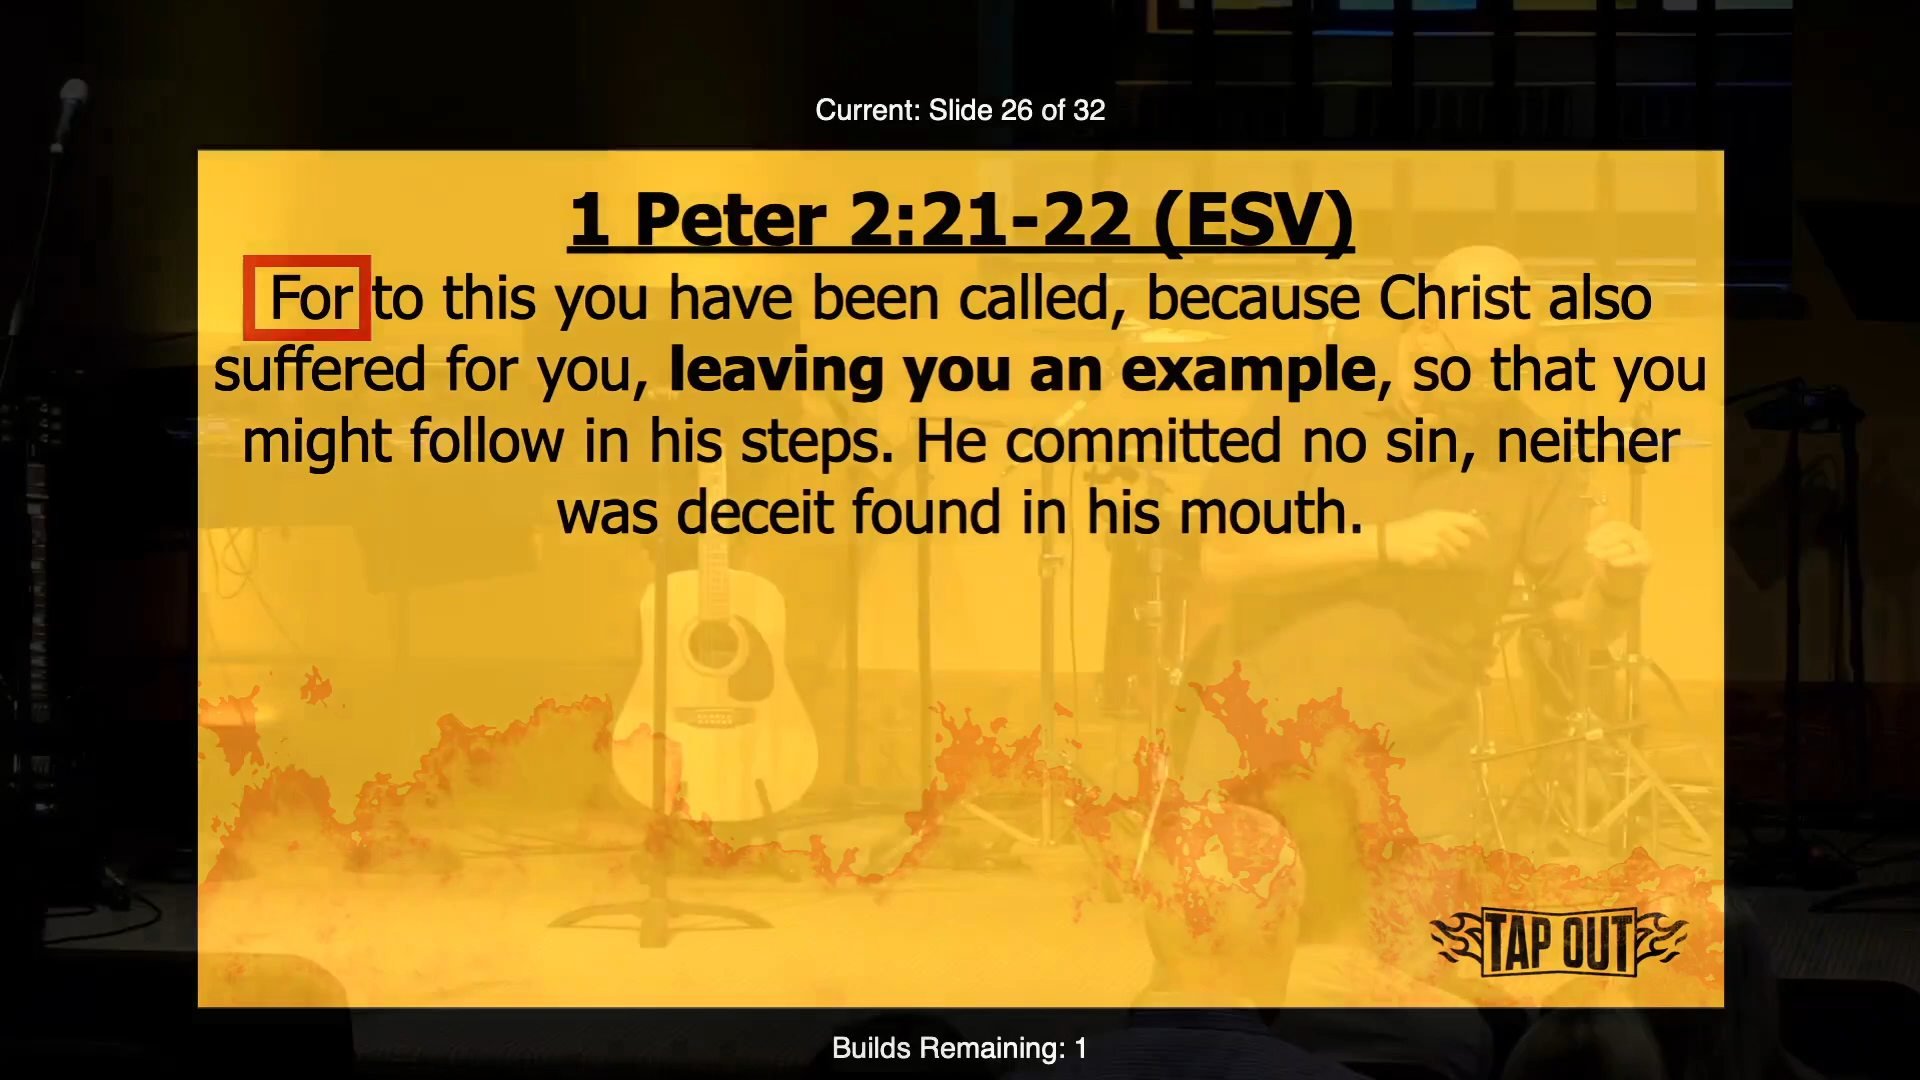 Current: Slide 26 of 32
1 Peter 2:21-22 (ESV)
For to this you have been called, because Christ also
suffered for you, leaving you an example, so that you
might follow in his steps. He committed no sin, neither
was deceit found in his mouth.
TAP OUT
Builds Remaining: 1